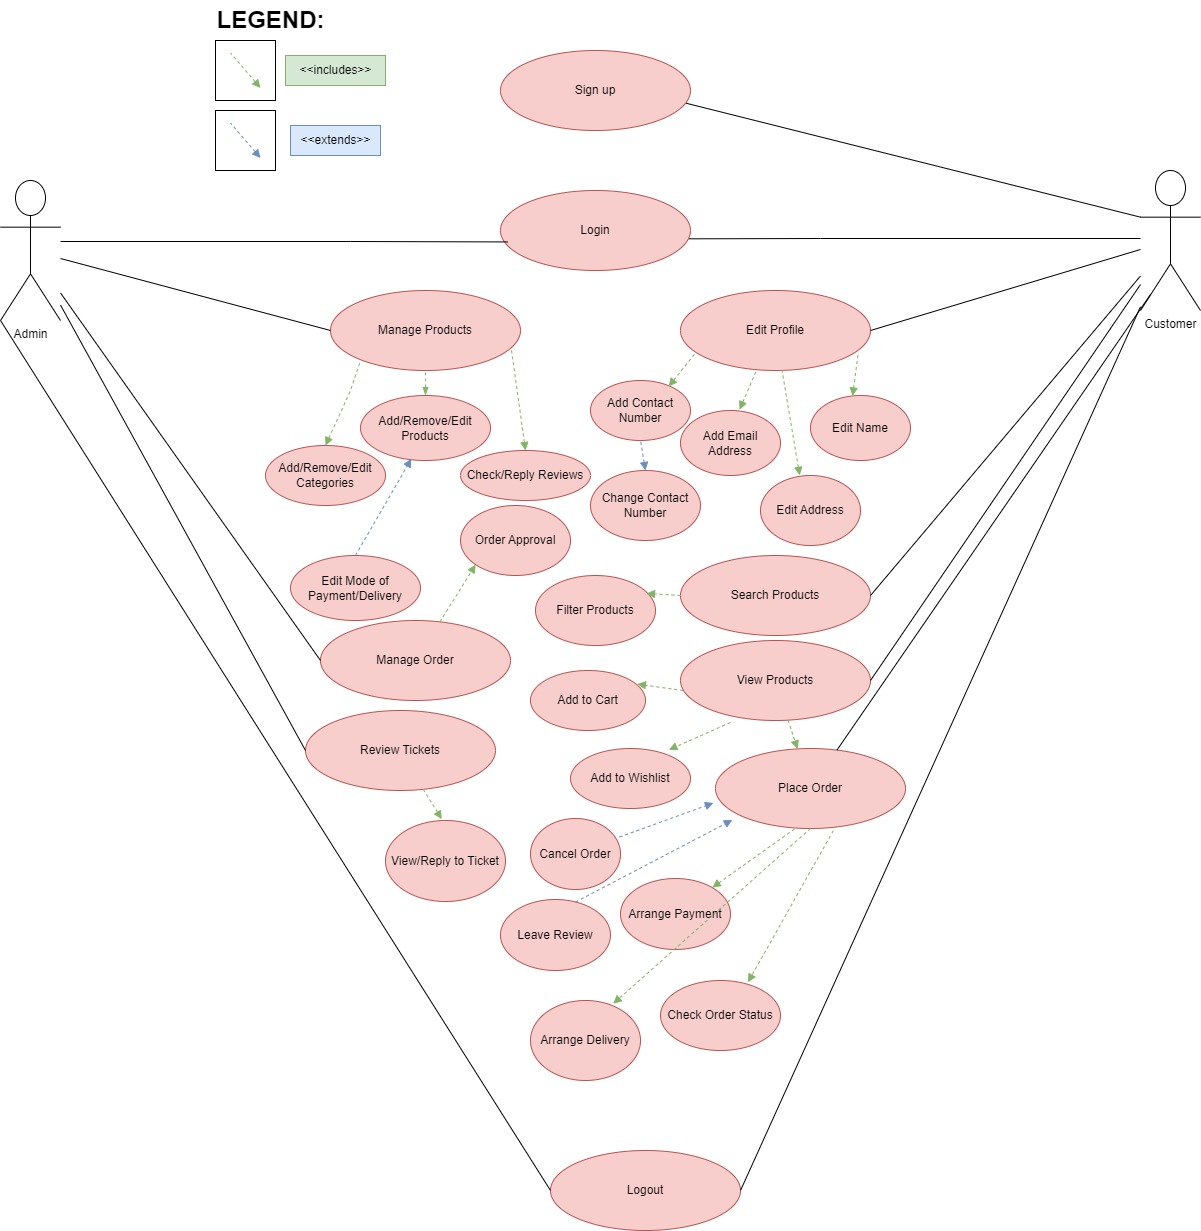 LEGEND:
<<includes>>
<<extends>>
Sign up
Login
Admin
Customer
Manage Products
Edit Profile
Add/Remove/Edit
Products
Add/Remove/Edit
Categories
Check/Reply Reviews
Add Contact
Number
Add Email
Address
Edit Name
Change Contact
Number
Edit Address
Order Approval
Edit Mode of
Payment/Delivery
Filter Products
Search Products
Manage Order
View Products
Add to Cart
Review Tickets
Add to Wishlist
Place Order
View/Reply to Ticket
Cancel Order
Leave Review
Arrange Payment
Arrange Delivery
Check Order Status
Logout